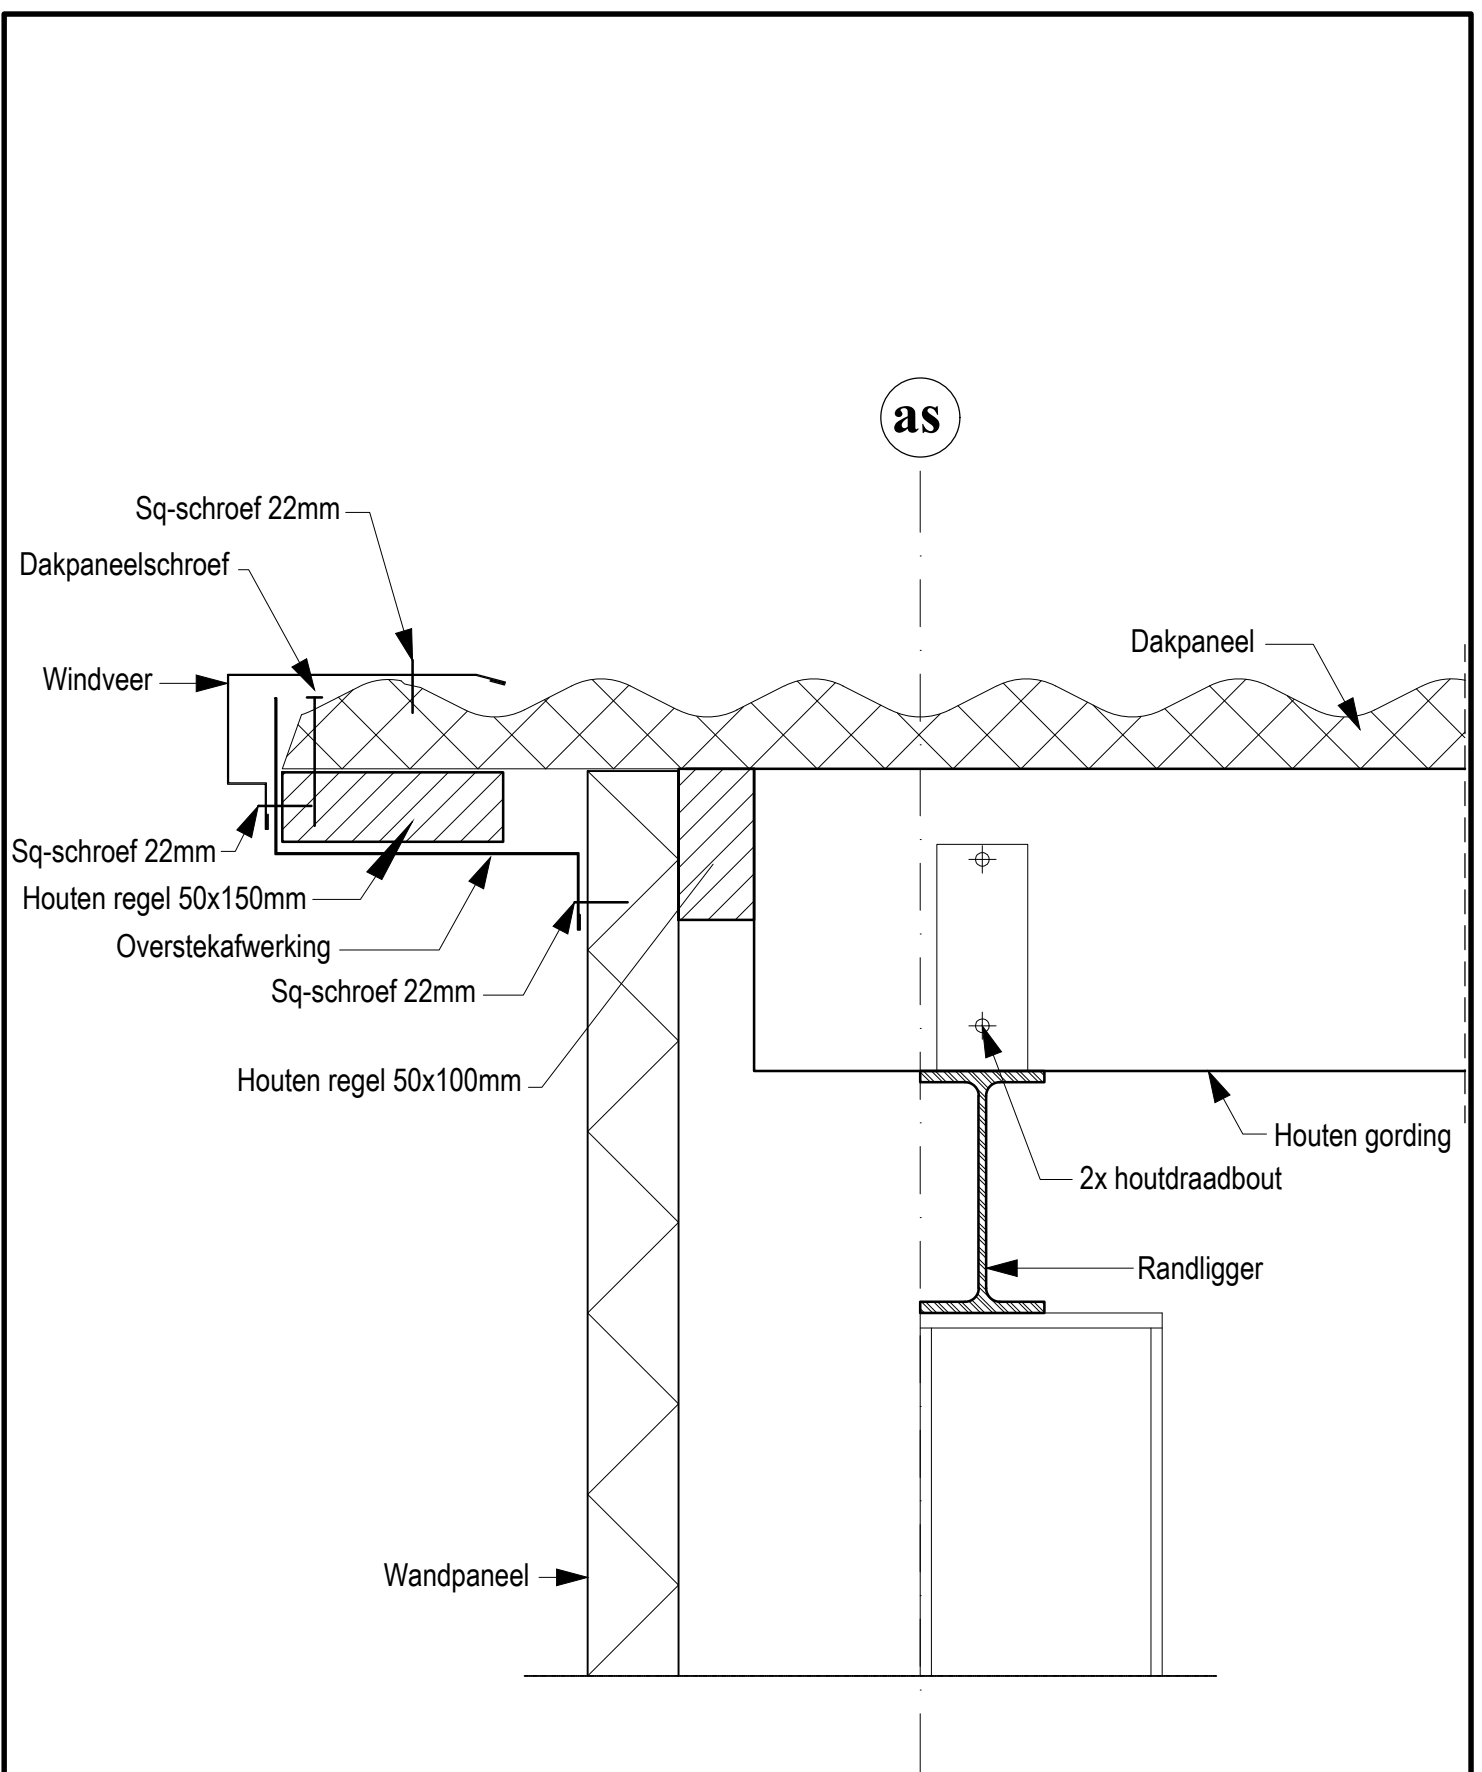 as
Sq-schroef 22mm
Dakpaneelschroef
Dakpaneel
Windveer
Sq-schroef 22mm
Houten regel 50x150mm
Overstekafwerking
Sq-schroef 22mm
Houten regel 50x100mm
Houten gording
2x houtdraadbout
Randligger
Wandpaneel